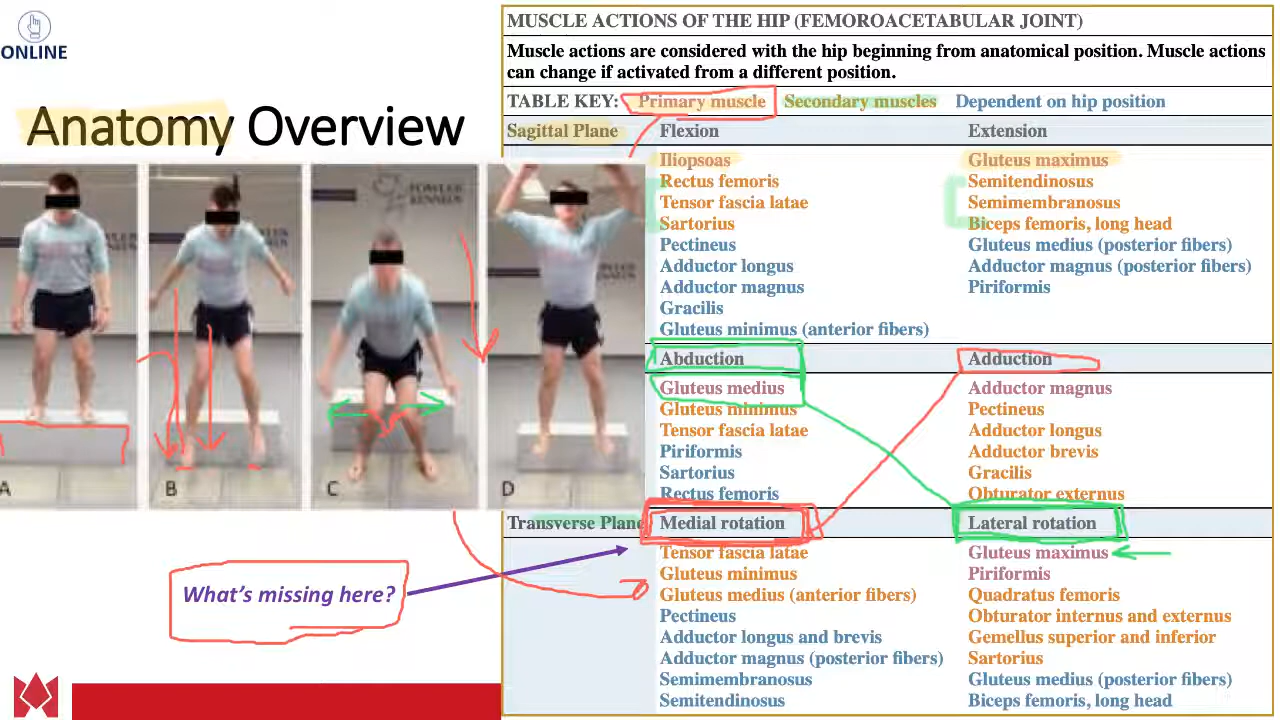 ONLINE
Anatomy Overview
FOWLER
KENNEDY
A
B
C
D
What's missing here?
MUSCLE ACTIONS OF THE HIP (FEMOROACETABULAR JOINT)
Muscle actions are considered with the hip beginning from anatomical position. Muscle actions
can change if activated from a different position.
TABLE KEY: Primary muscle Secondary muscles Dependent on hip position
Sagittal Plane Flexion Extension
Iliopsoas Gluteus maximus
Rectus femoris Semitendinosus
Tensor fascia latae Semimembranosus
Sartorius Biceps femoris, long head
Pectineus Gluteus medius (posterior fibers)
Adductor longus Adductor magnus (posterior fibers)
Adductor magnus Piriformis
Gracilis
Gluteus minimus (anterior fibers)
Abduction Adduction
Gluteus medius Adductor magnus
Gluteus minimus Pectineus
Tensor fascia latae Adductor longus
Piriformis Adductor brevis
Sartorius Gracilis
Rectus femoris Obturator externus
Transverse Plane Medial rotation Lateral rotation
Tensor fascia latae Gluteus maximus
Gluteus minimus Piriformis
Gluteus medius (anterior fibers) Quadratus femoris
Pectineus Obturator internus and externus
Adductor longus and brevis Gemellus superior and inferior
Adductor magnus (posterior fibers) Sartorius
Semimembranosus Gluteus medius (posterior fibers)
Semitendinosus Biceps femoris, long head